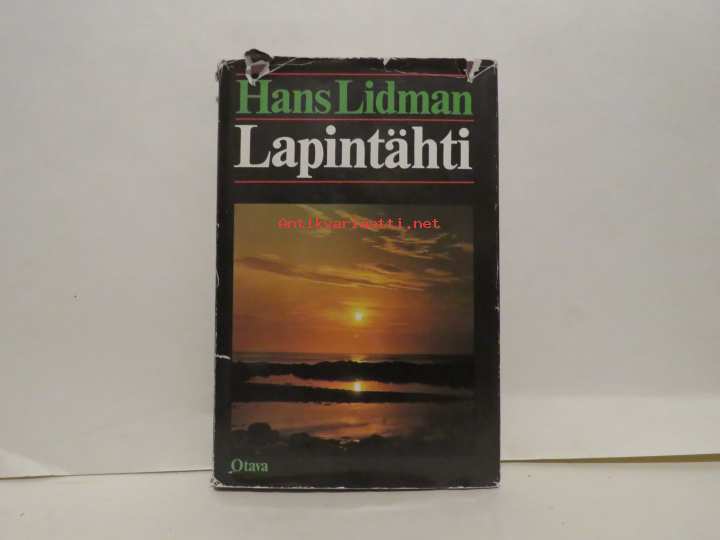 Hans Lidman
Lapintähti
Antikvariaatti.net
Otava